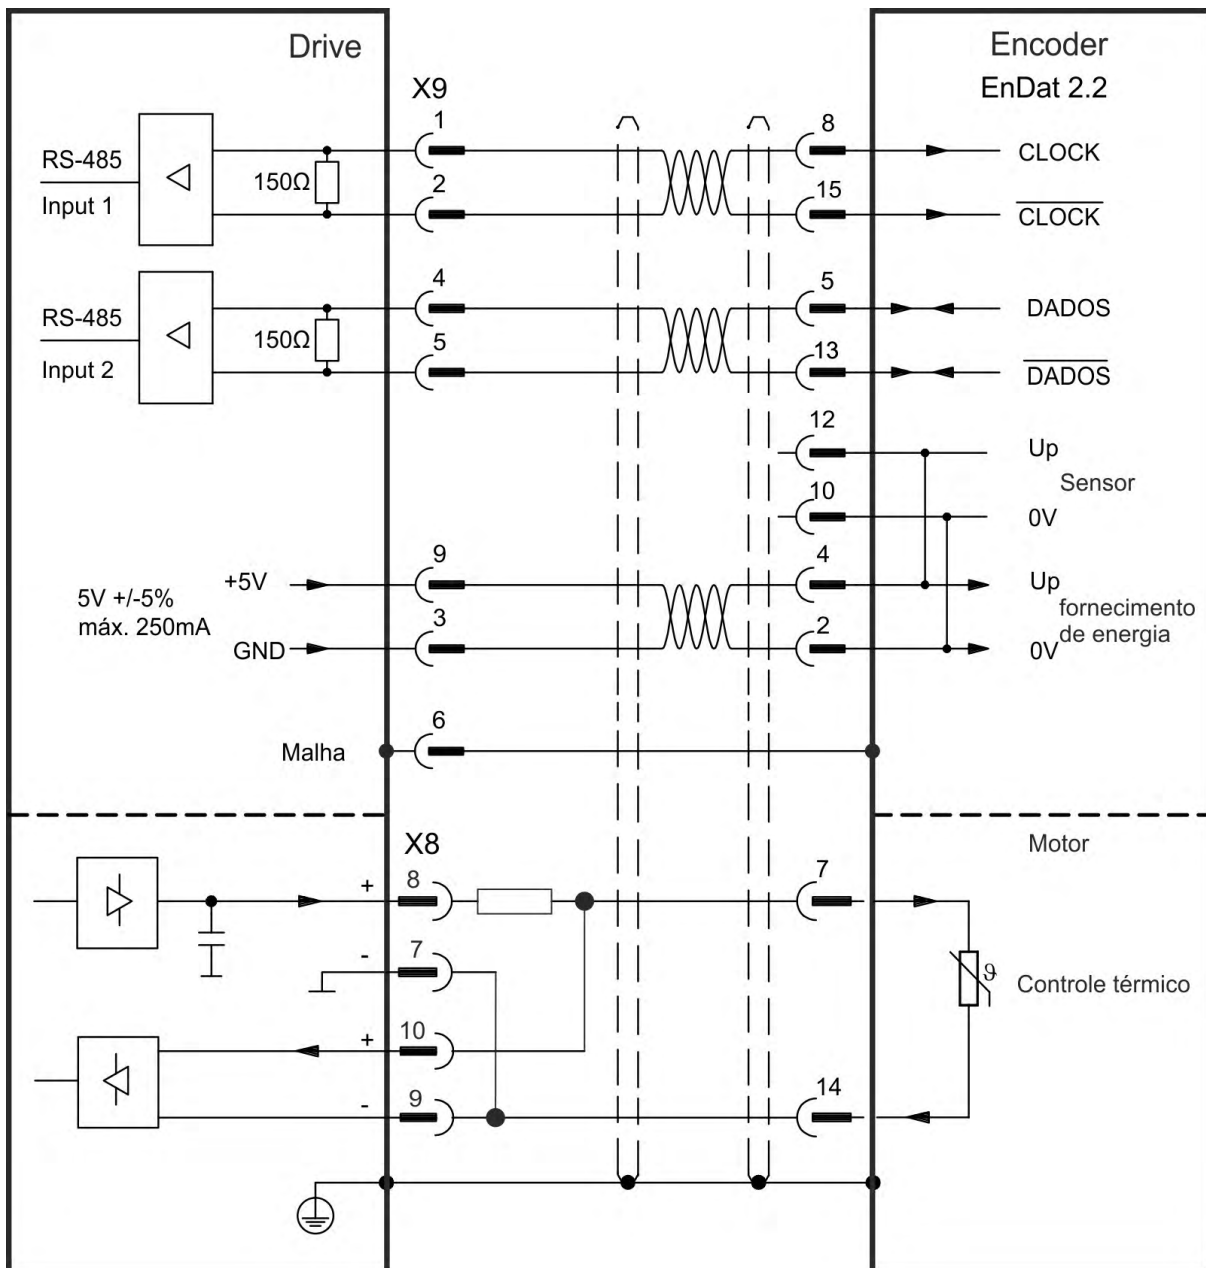 Drive
Encoder
EnDat 2.2
X9
1
8
RS-485
Input 1
150Ω
CLOCK
2
15
CLOCK
4
5
RS-485
Input 2
150Ω
DADOS
5
13
DADOS
12
Up
Sensor
10
0V
9
4
+5V
Up
5V +/-5%
máx. 250mA
fornecimento
de energia
3
2
GND
0V
6
Malha
X8
Motor
+
8
7
-
7
ϑ
Controle térmico
+
10
-
9
14